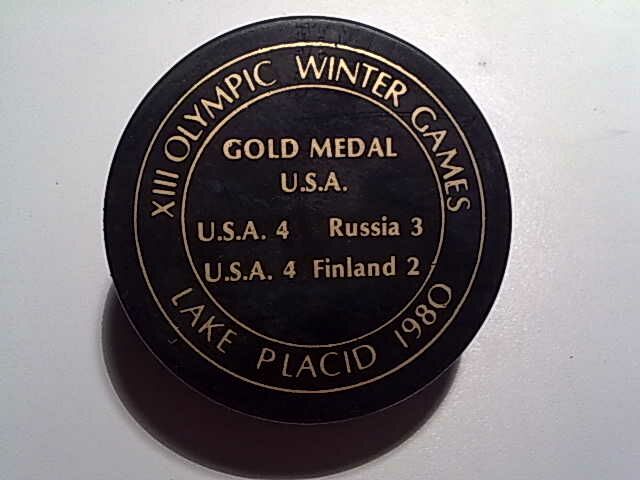 XIII OLYMPIC WINTER GAMES
GOLD MEDAL
U.S.A.
U.S.A. 4 Russia 3
U.S.A. 4 Finland 2
LAKE PLACID 1980